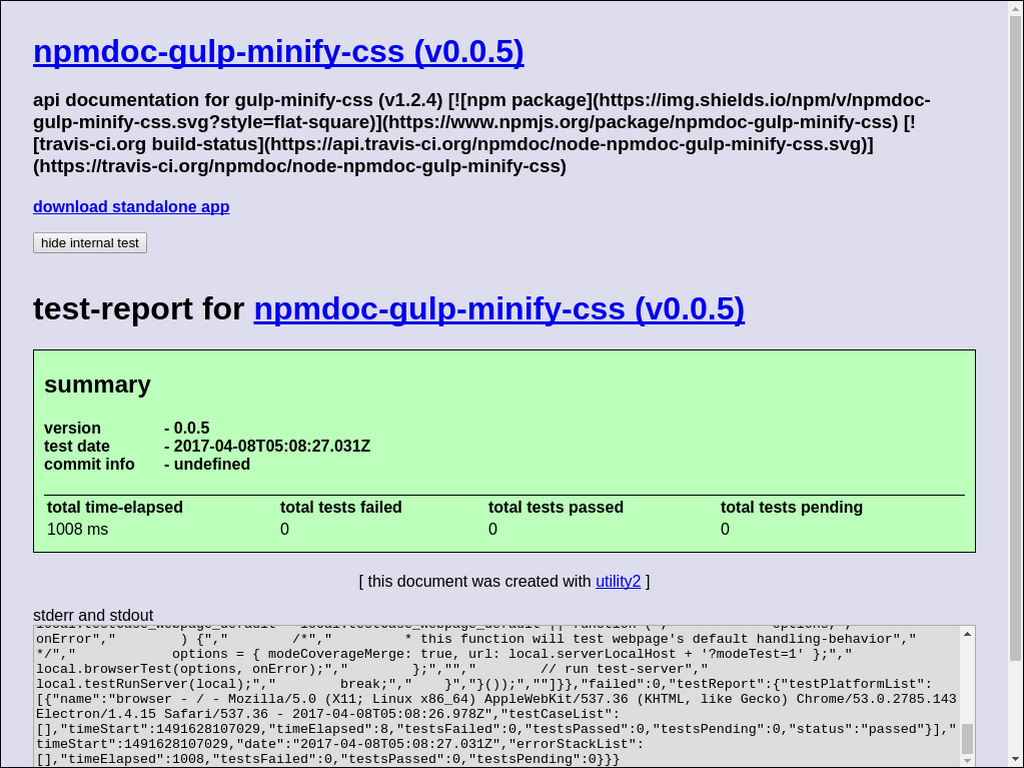 npmdoc-gulp-minify-css (v0.0.5)
api documentation for gulp-minify-css (v1.2.4) [![npm package](https://img.shields.io/npm/v/npmdoc-
gulp-minify-css.svg?style=flat-square)](https://www.npmjs.org/package/npmdoc-gulp-minify-css) [!
[travis-ci.org build-status](https://api.travis-ci.org/npmdoc/node-npmdoc-gulp-minify-css.svg)]
(https://travis-ci.org/npmdoc/node-npmdoc-gulp-minify-css)
download standalone app
hide internal test
test-report for npmdoc-gulp-minify-css (v0.0.5)
summary
version - 0.0.5
test date - 2017-04-08T05:08:27.031Z
commit info - undefined
total time-elapsed total tests failed total tests passed total tests pending
1008 ms 0 0 0
[ this document was created with utility2 ]
stderr and stdout
local.testCase_webpage_default = local.testCase_webpage_default || function (","            options,","
onError","        ) {","        /*","         * this function will test webpage's default handling-behavior","
*/","            options = { modeCoverageMerge: true, url: local.serverLocalHost + '?modeTest=1' };","
local.browserTest(options, onError);","        };","","        // run test-server","
local.testRunServer(local);","        break;","    }","}());",""]}},"failed":0,"testReport":{"testPlatformList":
[{"name":"browser - / - Mozilla/5.0 (X11; Linux x86_64) AppleWebKit/537.36 (KHTML, like Gecko) Chrome/53.0.2785.143
Electron/1.4.15 Safari/537.36 - 2017-04-08T05:08:26.978Z","testCaseList":
[],"timeStart":1491628107029,"timeElapsed":8,"testsFailed":0,"testsPassed":0,"testsPending":0,"status":"passed"}],"
timeStart":1491628107029,"date":"2017-04-08T05:08:27.031Z","errorStackList":
[],"timeElapsed":1008,"testsFailed":0,"testsPassed":0,"testsPending":0}}}